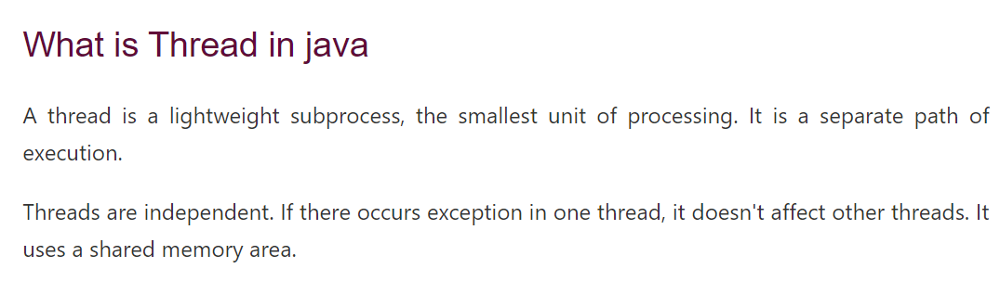 What is Thread in java
A thread is a lightweight subprocess, the smallest unit of processing. It is a separate path of
execution.
Threads are independent. If there occurs exception in one thread, it doesn't affect other threads. It
uses a shared memory area.